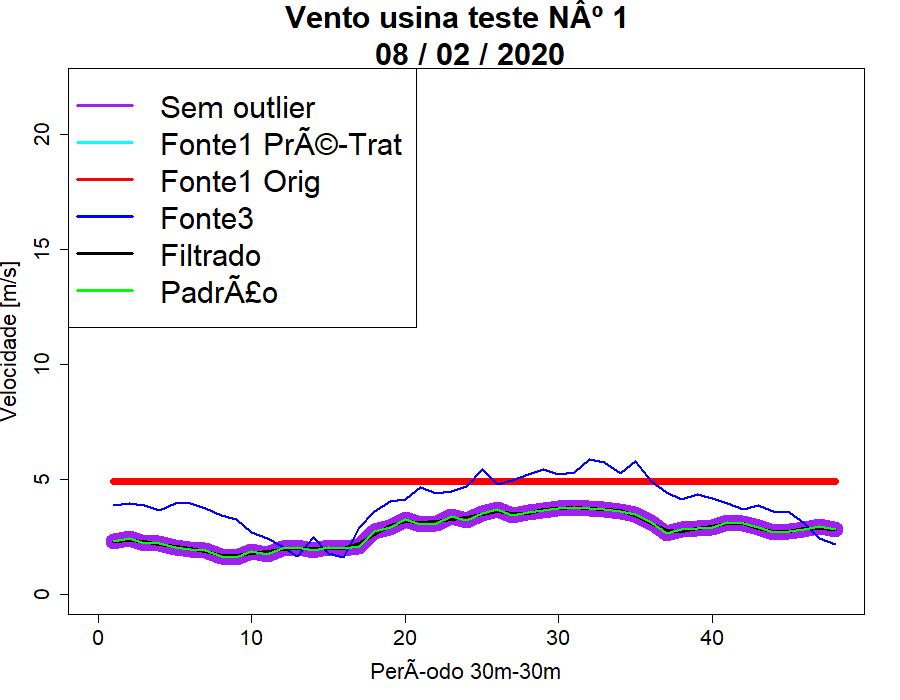 Vento usina teste NÂº 1
08 / 02 / 2020
Sem outlier
Fonte1 PrÃ©-Trat
Fonte1 Orig
Fonte3
Filtrado
PadrÃ£o
Velocidade [m/s]
20
15
10
5
0
0 10 20 30 40
PerÃ-odo 30m-30m